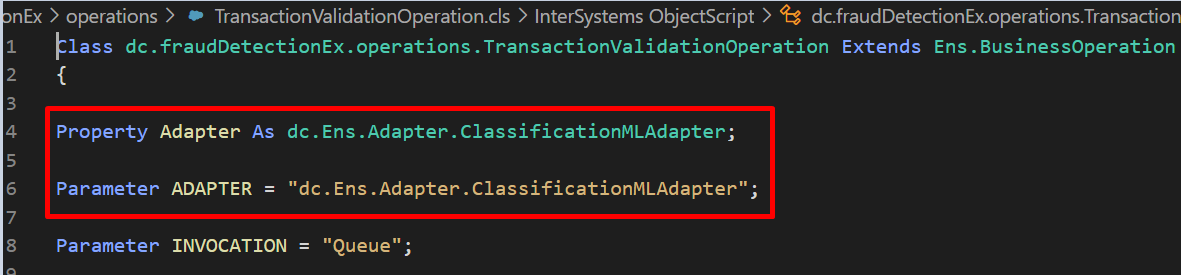 onEx > operations > TransactionValidationOperation.cls > InterSystems ObjectScript > dc.fraudDetectionEx.operations.Transaction
1 Class dc.fraudDetectionEx.operations.TransactionValidationOperation Extends Ens.BusinessOperation
2 {
3
4 Property Adapter As dc.Ens.Adapter.ClassificationMLAdapter;
5
6 Parameter ADAPTER = "dc.Ens.Adapter.ClassificationMLAdapter";
7
8 Parameter INVOCATION = "Queue";
9